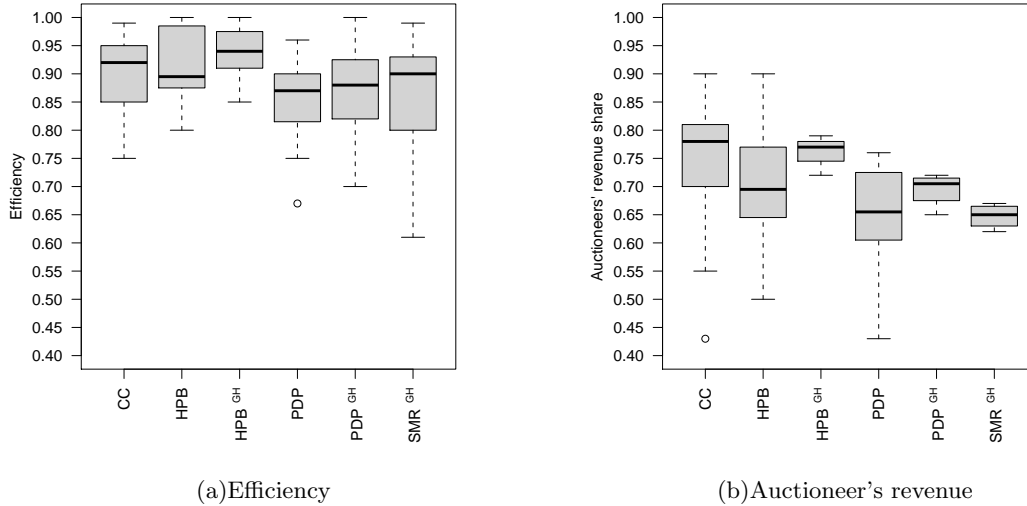 1.00
0.95
0.90
0.85
0.80
0.75
0.70
0.65
0.60
0.55
0.50
0.45
0.40
Efficiency
CC
HPB
HPB GH
PDP
PDP GH
SMR GH
(a)Efficiency
1.00
0.95
0.90
0.85
0.80
0.75
0.70
0.65
0.60
0.55
0.50
0.45
0.40
Auctioneers' revenue share
CC
HPB
HPB GH
PDP
PDP GH
SMR GH
(b)Auctioneer's revenue